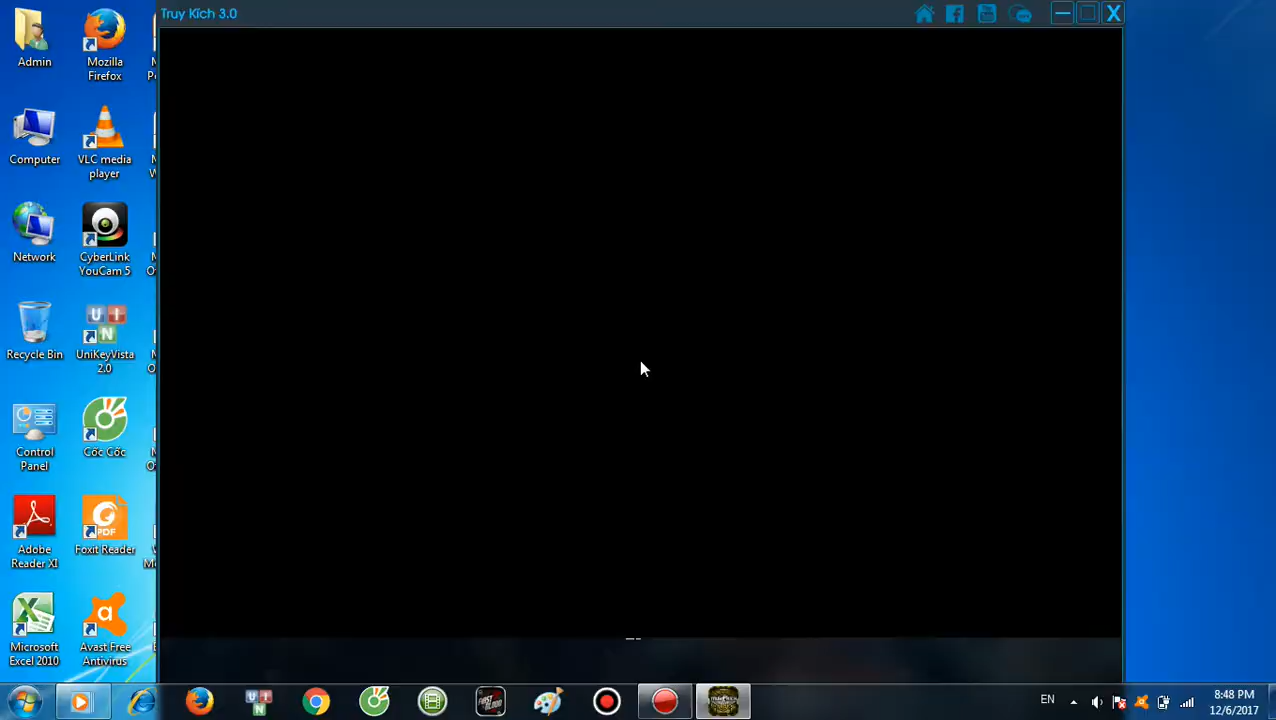 Truy Kích 3.0
Admin
Mozilla
Firefox
Computer
VLC media
player
Network
CyberLink
YouCam 5
Recycle Bin
UniKeyVista
2.0
Control
Panel
Cốc Cốc
Adobe
Reader XI
Foxit Reader
Microsoft
Excel 2010
Avast Free
Antivirus
EN
8:48 PM
12/6/2017